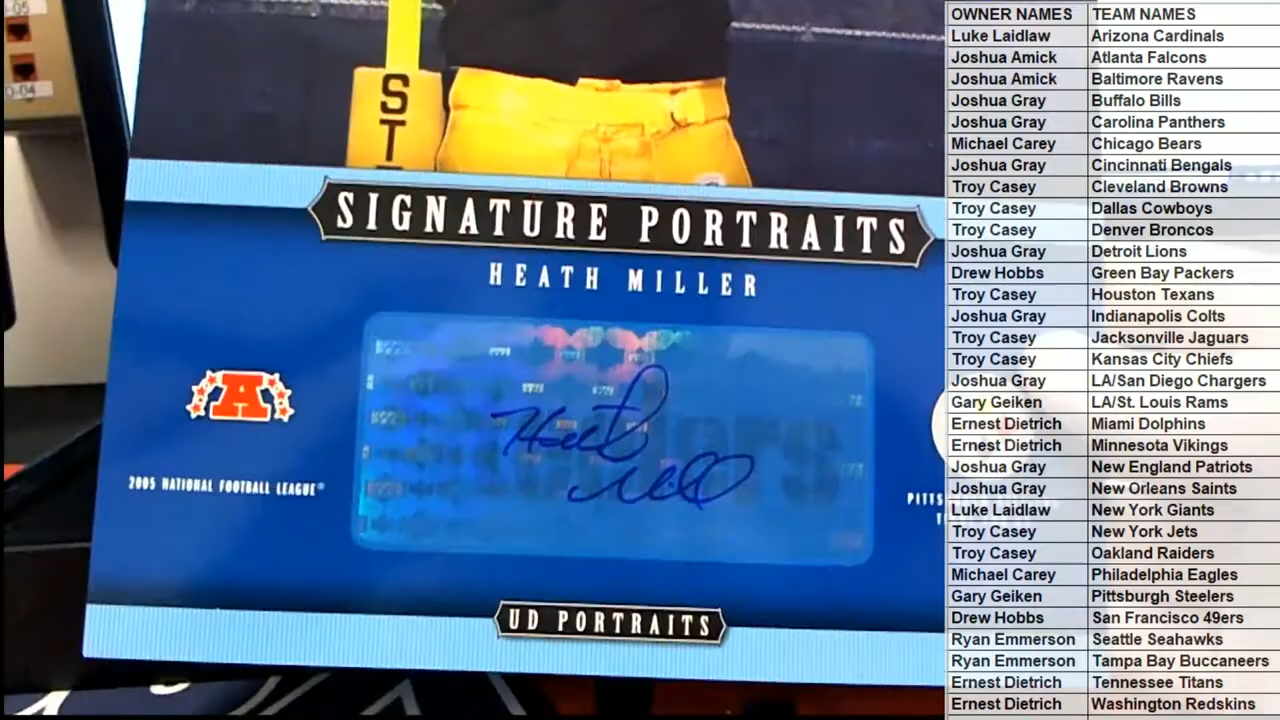 -05
0-04
ST
SIGNATURE PORTRAITS
HEATH MILLER
A
2005 NATIONAL FOOTBALL LEAGUE®
PITTS
Heath Mill
UD PORTRAITS
OWNER NAMES TEAM NAMES
Luke Laidlaw Arizona Cardinals
Joshua Amick Atlanta Falcons
Joshua Amick Baltimore Ravens
Joshua Gray Buffalo Bills
Joshua Gray Carolina Panthers
Michael Carey Chicago Bears
Joshua Gray Cincinnati Bengals
Troy Casey Cleveland Browns
Troy Casey Dallas Cowboys
Troy Casey Denver Broncos
Joshua Gray Detroit Lions
Drew Hobbs Green Bay Packers
Troy Casey Houston Texans
Joshua Gray Indianapolis Colts
Troy Casey Jacksonville Jaguars
Troy Casey Kansas City Chiefs
Joshua Gray LA/San Diego Chargers
Gary Geiken LA/St. Louis Rams
Ernest Dietrich Miami Dolphins
Ernest Dietrich Minnesota Vikings
Joshua Gray New England Patriots
Joshua Gray New Orleans Saints
Luke Laidlaw New York Giants
Troy Casey New York Jets
Troy Casey Oakland Raiders
Michael Carey Philadelphia Eagles
Gary Geiken Pittsburgh Steelers
Drew Hobbs San Francisco 49ers
Ryan Emmerson Seattle Seahawks
Ryan Emmerson Tampa Bay Buccaneers
Ernest Dietrich Tennessee Titans
Ernest Dietrich Washington Redskins